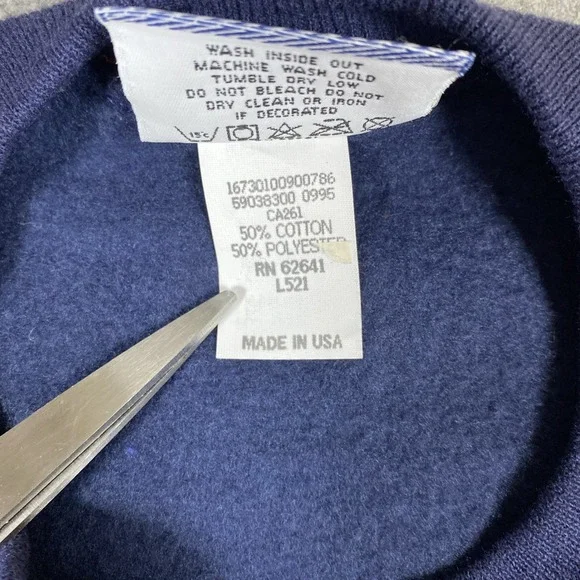 WASH INSIDE OUT
MACHINE WASH COLD
TUMBLE DRY LOW
DO NOT BLEACH DO NOT
DRY CLEAN OR IRON
IF DECORATED
15°C
16730100900786
59038300 0995
CA261
50% COTTON
50% POLYESTER
RN 62641
L521
MADE IN USA